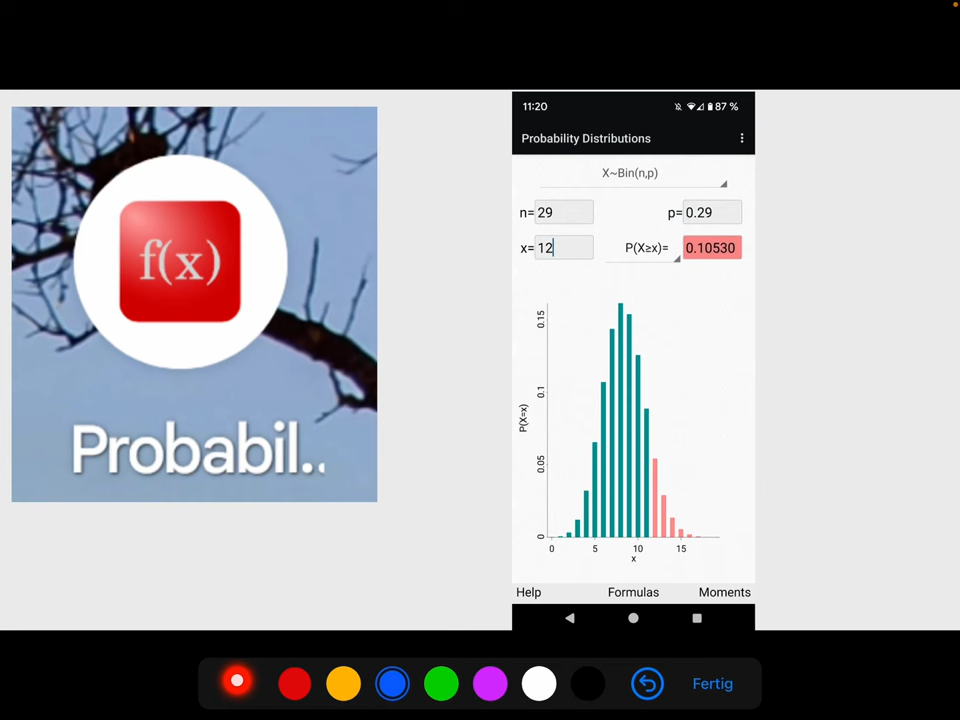 f(x)
Probabil..
11:20
87 %
Probability Distributions
X~Bin(n,p)
n= 29
p= 0.29
x= 12
P(X≥x)= 0.10530
P(X=x)
0.15
0.1
0.05
0
0 5 10 15
x
Help Formulas Moments
Fertig